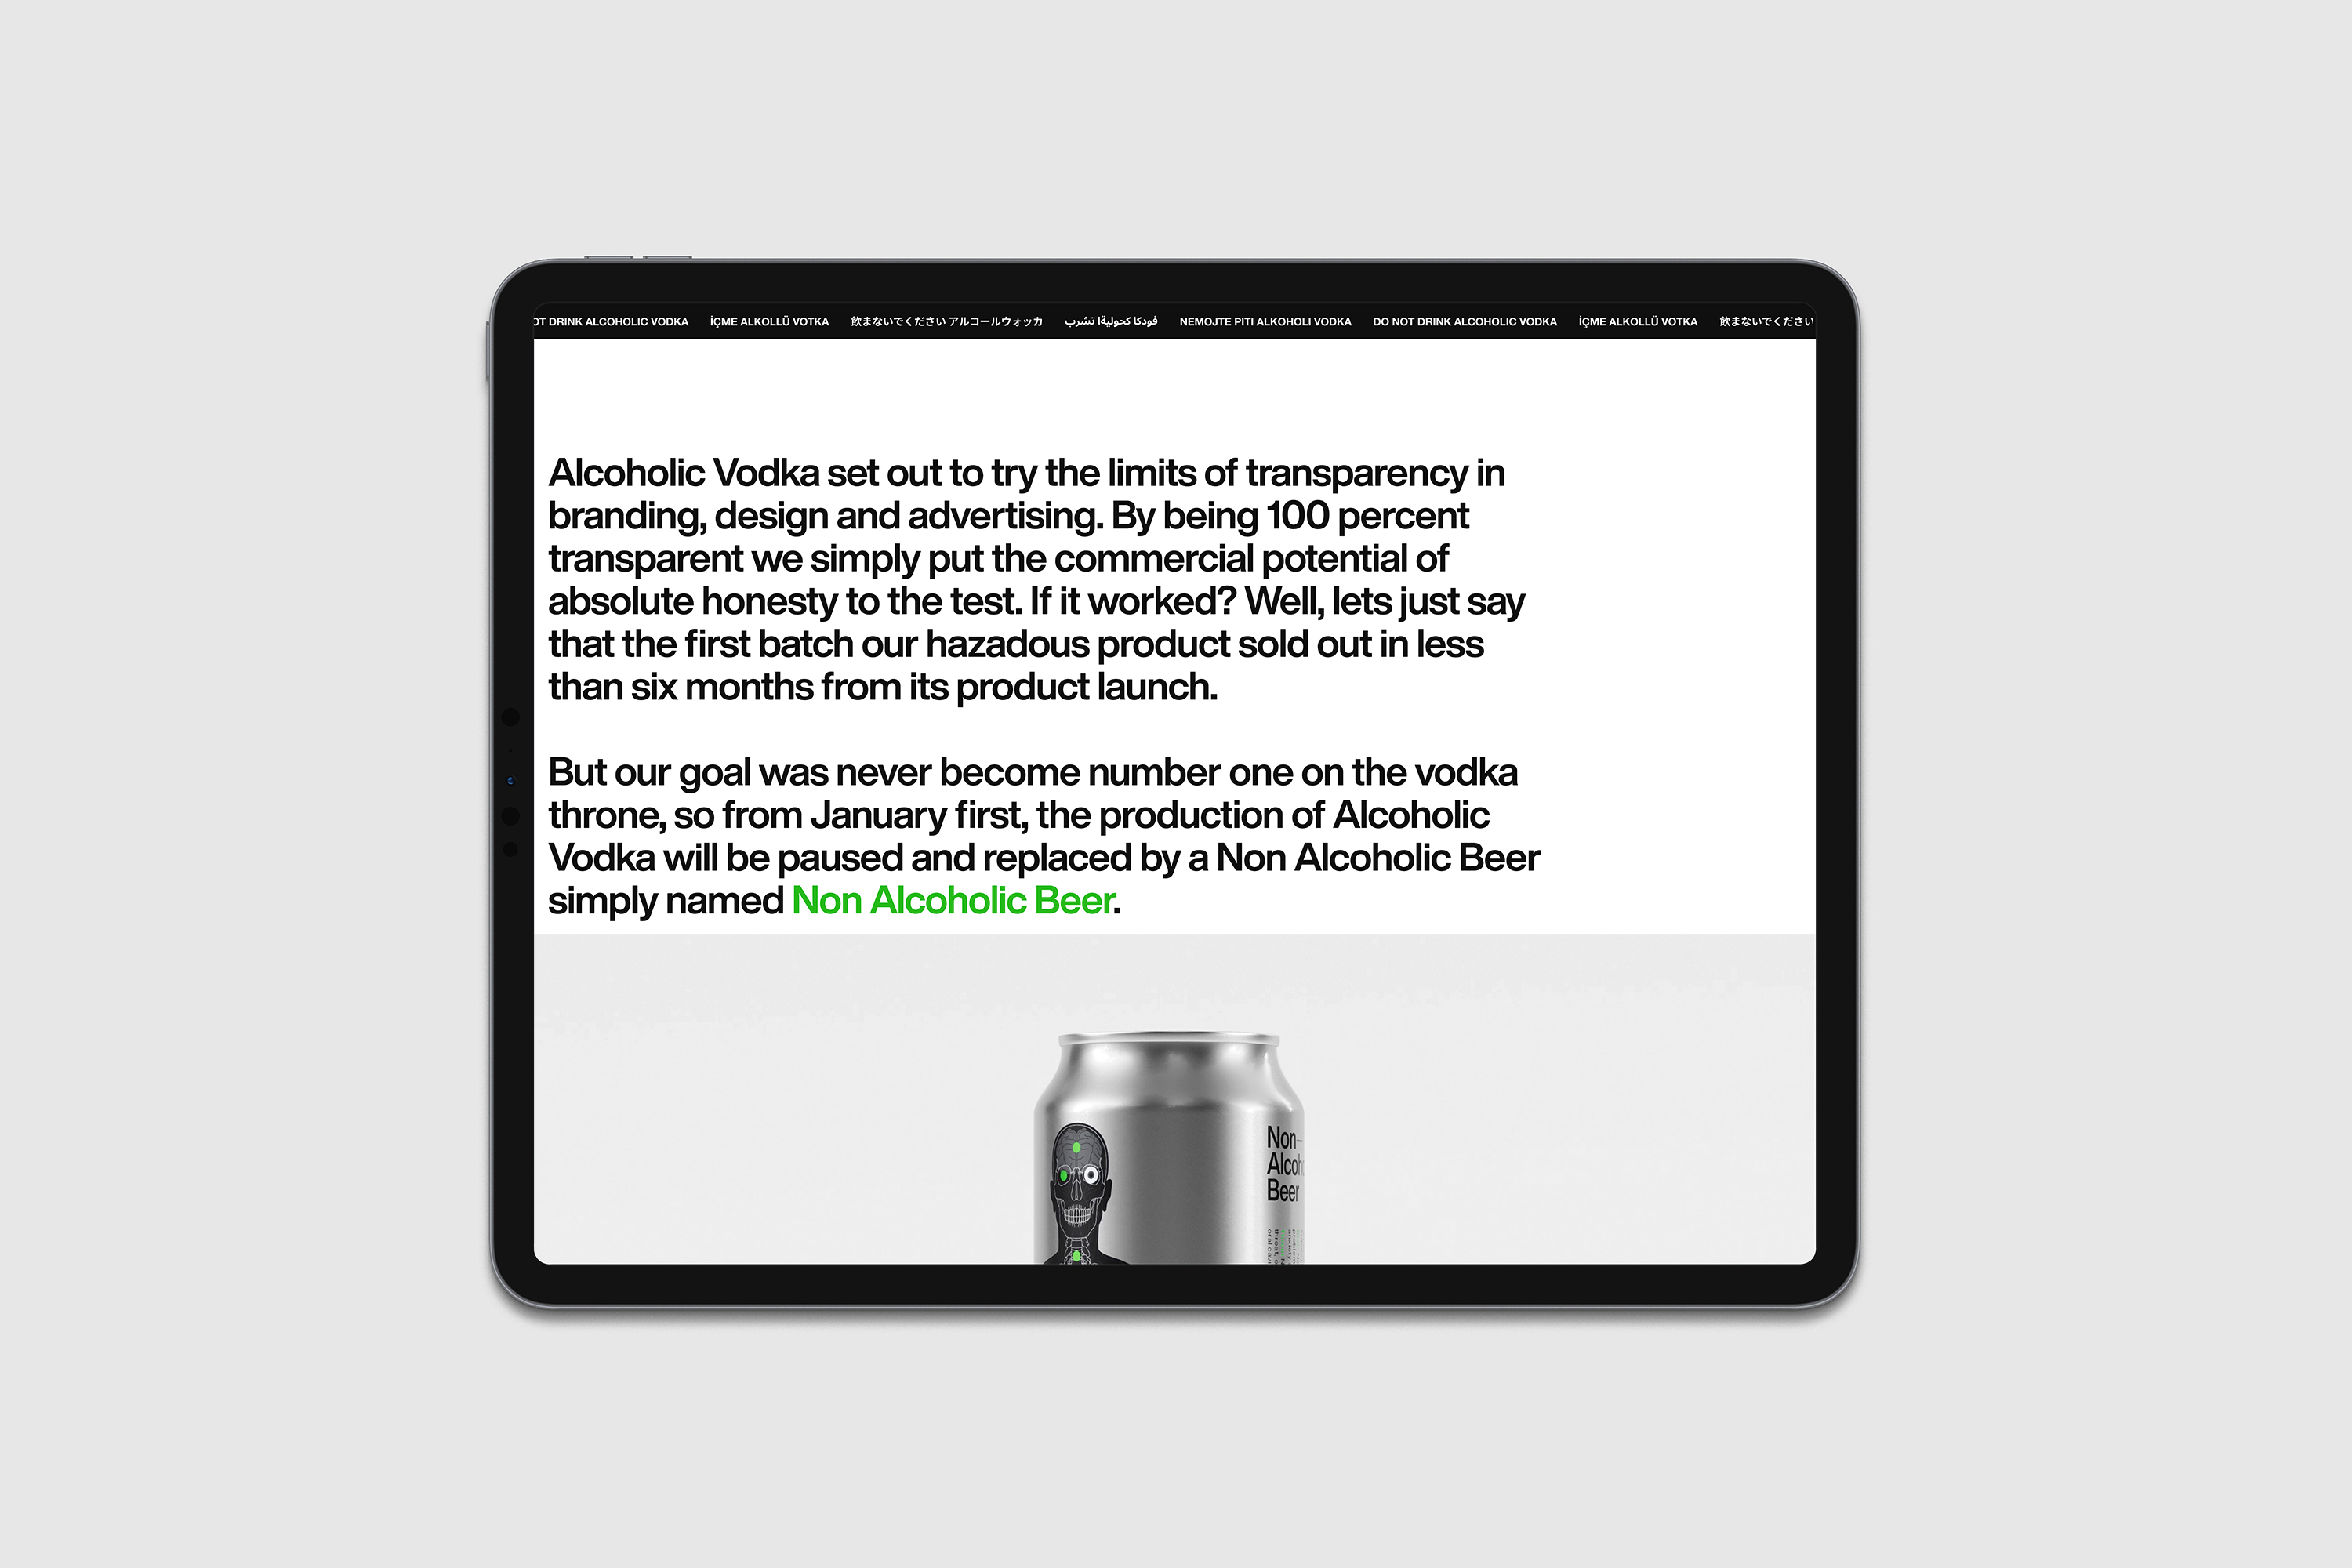 OT DRINK ALCOHOLIC VODKA İÇME ALKOLLÜ VOTKA 飲まないでください アルコールウォッカ فودكا كحوليةا تشرب NEMOJTE PITI ALKOHOLI VODKA DO NOT DRINK ALCOHOLIC VODKA İÇME ALKOLLÜ VOTKA 飲まないでください
Alcoholic Vodka set out to try the limits of transparency in
branding, design and advertising. By being 100 percent
transparent we simply put the commercial potential of
absolute honesty to the test. If it worked? Well, lets just say
that the first batch our hazadous product sold out in less
than six months from its product launch.
But our goal was never become number one on the vodka
throne, so from January first, the production of Alcoholic
Vodka will be paused and replaced by a Non Alcoholic Beer
simply named Non Alcoholic Beer.
Non-
Alcoh
Beer